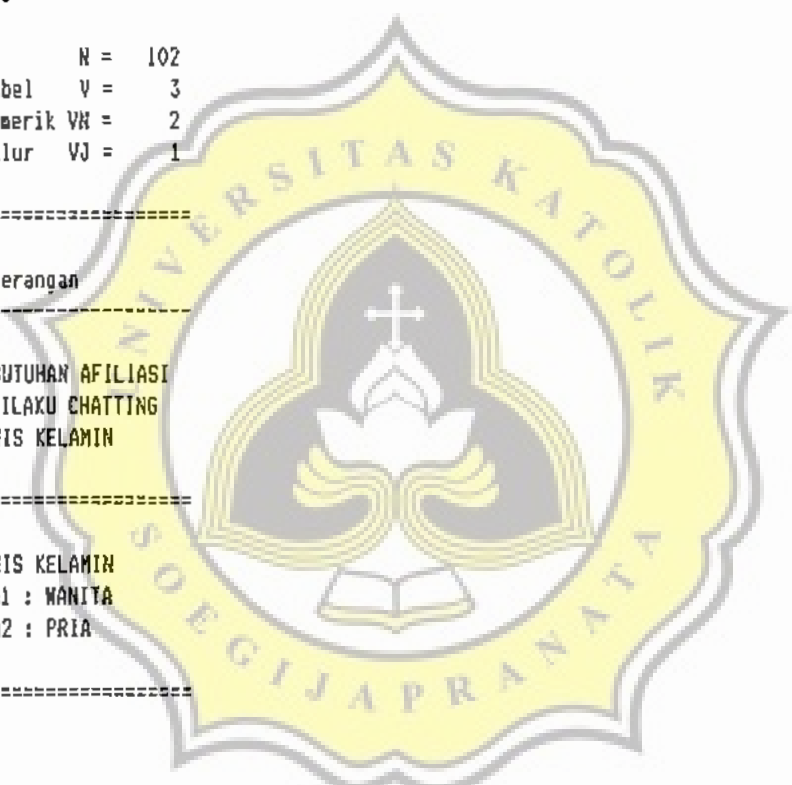 N = 102
bel V = 3
merik VN = 2
lur VJ = 1
erangan
BUTUHAN AFILIASI
ILAKU CHATTING
IS KELAMIN
IS KELAMIN
1 : WANITA
2 : PRIA
UNIVERSITAS KATOLIK
SOEGIJAPRANATA